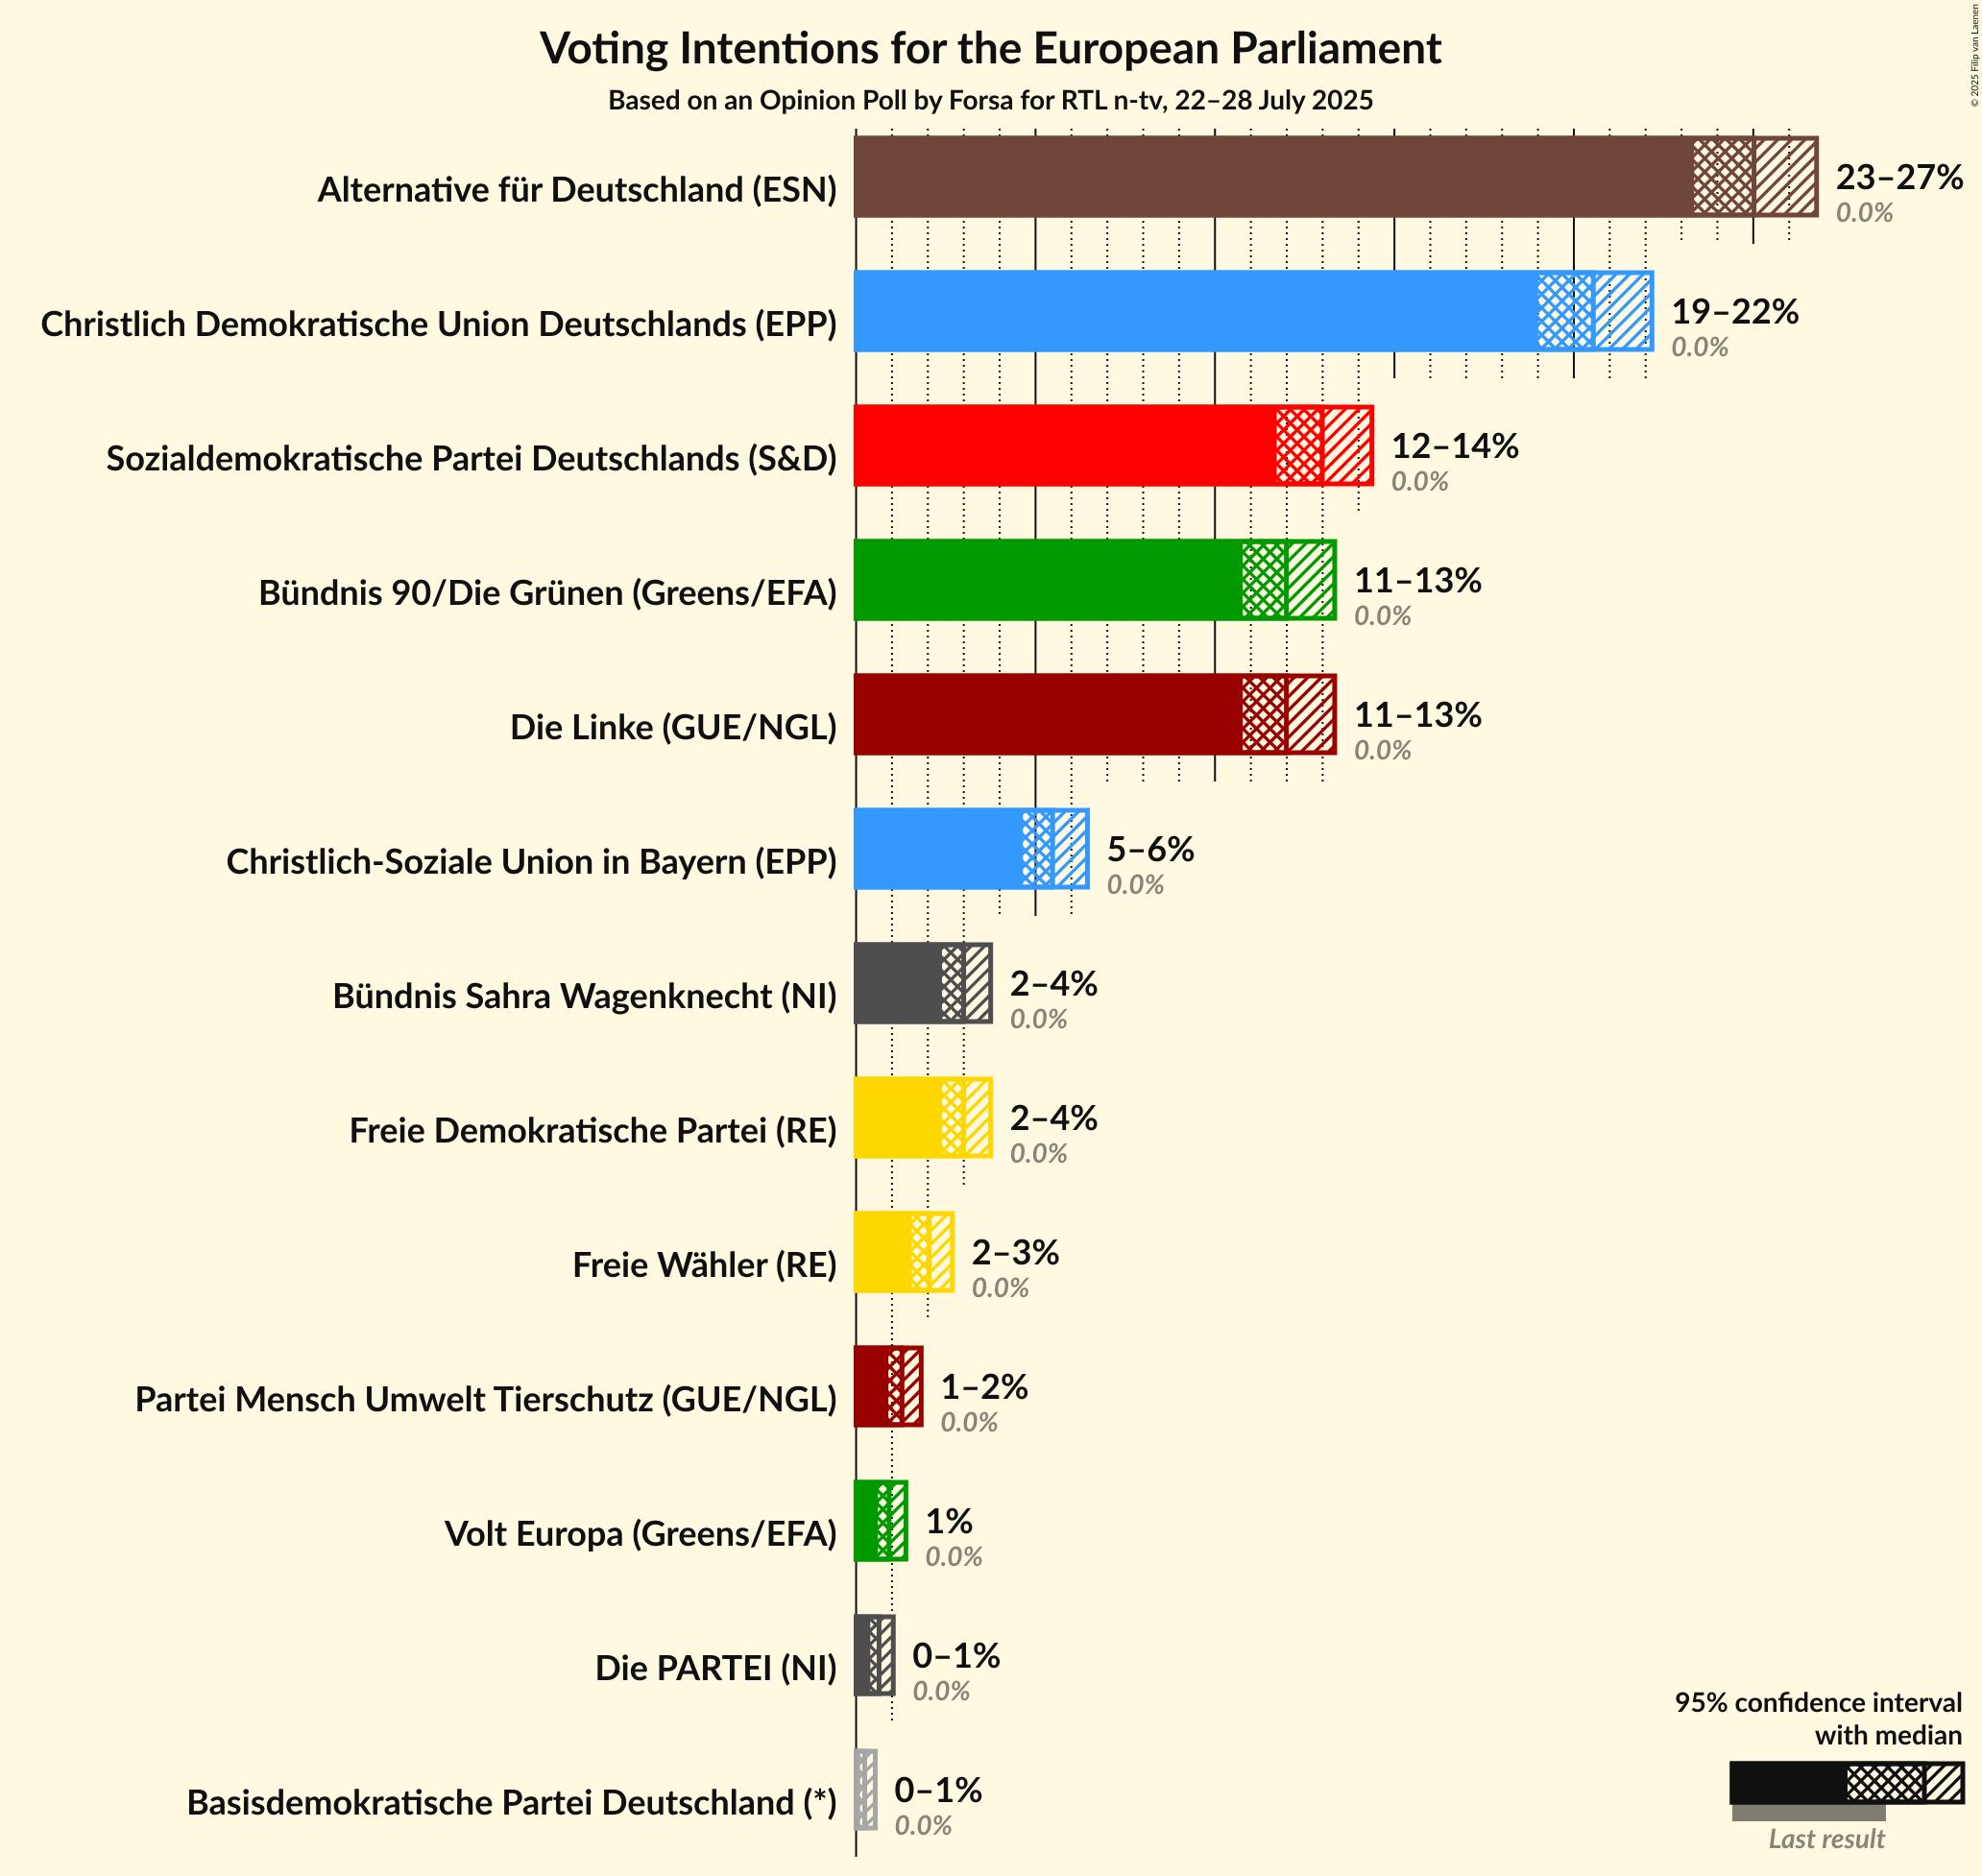 Voting Intentions for the European Parliament
Based on an Opinion Poll by Forsa for RTL n-tv, 22–28 July 2025
© 2025 Filip van Laenen
Alternative für Deutschland (ESN)
23–27%
0.0%
Christlich Demokratische Union Deutschlands (EPP)
19–22%
0.0%
Sozialdemokratische Partei Deutschlands (S&D)
12–14%
0.0%
Bündnis 90/Die Grünen (Greens/EFA)
11–13%
0.0%
Die Linke (GUE/NGL)
11–13%
0.0%
Christlich-Soziale Union in Bayern (EPP)
5–6%
0.0%
Bündnis Sahra Wagenknecht (NI)
2–4%
0.0%
Freie Demokratische Partei (RE)
2–4%
0.0%
Freie Wähler (RE)
2–3%
0.0%
Partei Mensch Umwelt Tierschutz (GUE/NGL)
1–2%
0.0%
Volt Europa (Greens/EFA)
1%
0.0%
Die PARTEI (NI)
0–1%
0.0%
Basisdemokratische Partei Deutschland (*)
0–1%
0.0%
95% confidence interval
with median
Last result